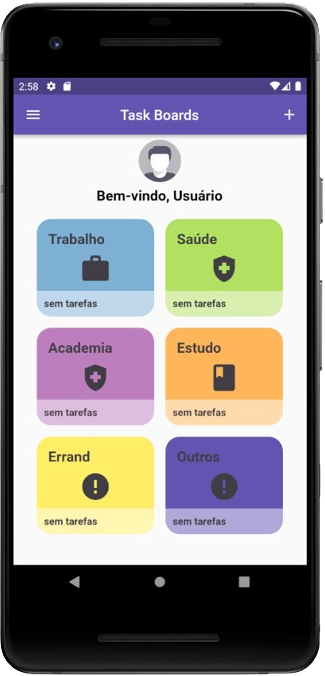 2:58
Task Boards
Bem-vindo, Usuário
Trabalho
sem tarefas
Saúde
sem tarefas
Academia
sem tarefas
Estudo
sem tarefas
Errand
sem tarefas
Outros
sem tarefas